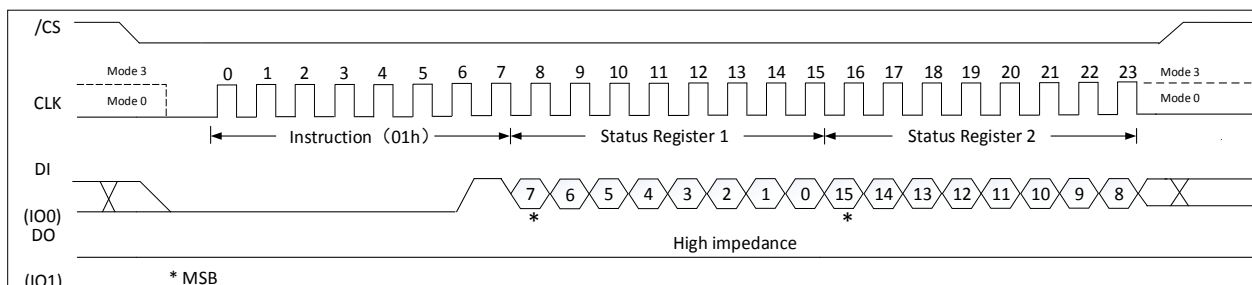 /CS
0 1 2 3 4 5 6 7 8 9 10 11 12 13 14 15 16 17 18 19 20 21 22 23
Mode 3 Mode 3
CLK Mode 0 Mode 0
Instruction（01h） Status Register 1 Status Register 2
DI
7 6 5 4 3 2 1 0 15 14 13 12 11 10 9 8
(IO0) * *
DO
High impedance
(IO1) * MSB